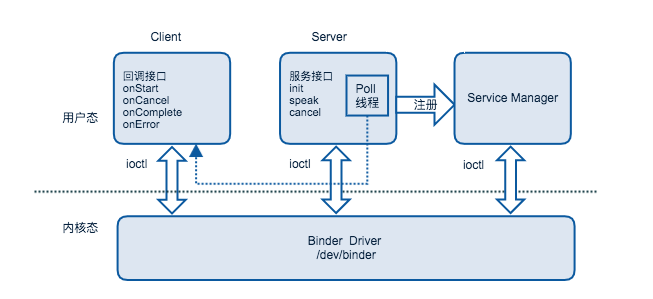 Client
Server
回调接口
onStart
onCancel
onComplete
onError
服务接口
init
speak
cancel
Poll
线程
注册
Service Manager
用户态
ioctl
ioctl
ioctl
内核态
Binder Driver
/dev/binder